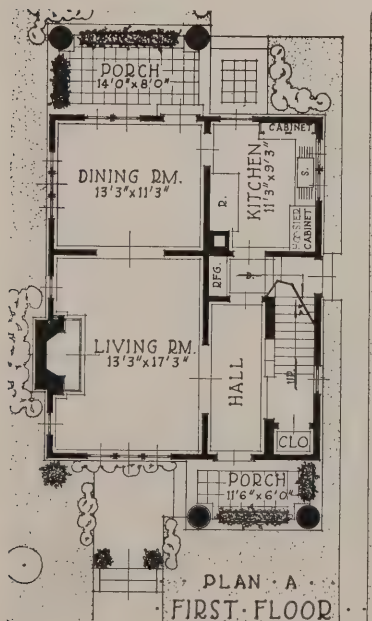 PORCH
14'0"x8'0"
CABINET
DINING RM.
13'3"x11'3"
KITCHEN
11'3"x9'3"
R.
S.
HOOSIER
CABINET
RFG.
LIVING RM.
13'3"x17'3"
HALL
UP
CLO
PORCH
11'6"x6'0"
PLAN · A
FIRST · FLOOR